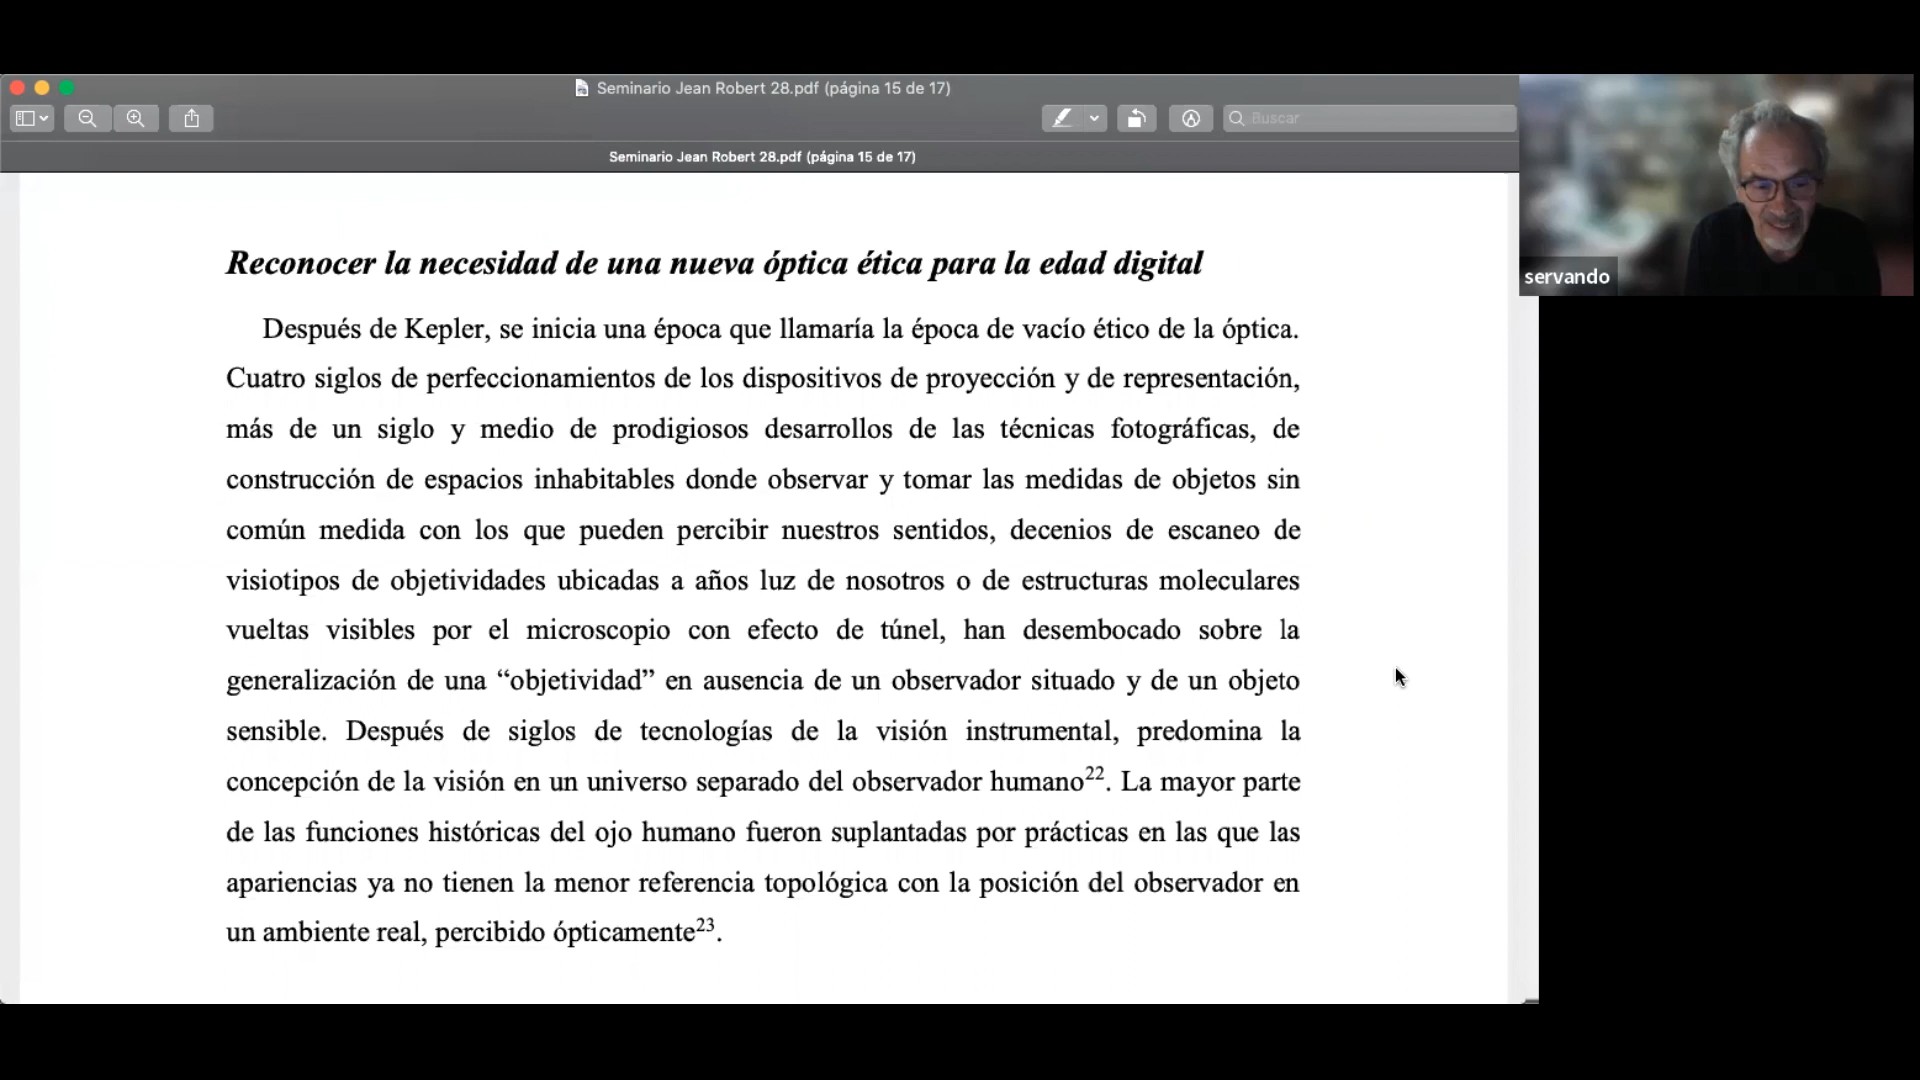 Seminario Jean Robert 28.pdf (página 15 de 17)
Buscar
Seminario Jean Robert 28.pdf (página 15 de 17)
servando
Reconocer la necesidad de una nueva óptica ética para la edad digital
Después de Kepler, se inicia una época que llamaría la época de vacío ético de la óptica.
Cuatro siglos de perfeccionamientos de los dispositivos de proyección y de representación,
más de un siglo y medio de prodigiosos desarrollos de las técnicas fotográficas, de
construcción de espacios inhabitables donde observar y tomar las medidas de objetos sin
común medida con los que pueden percibir nuestros sentidos, decenios de escaneo de
visiotipos de objetividades ubicadas a años luz de nosotros o de estructuras moleculares
vueltas visibles por el microscopio con efecto de túnel, han desembocado sobre la
generalización de una “objetividad” en ausencia de un observador situado y de un objeto
sensible. Después de siglos de tecnologías de la visión instrumental, predomina la
concepción de la visión en un universo separado del observador humano22. La mayor parte
de las funciones históricas del ojo humano fueron suplantadas por prácticas en las que las
apariencias ya no tienen la menor referencia topológica con la posición del observador en
un ambiente real, percibido ópticamente23.